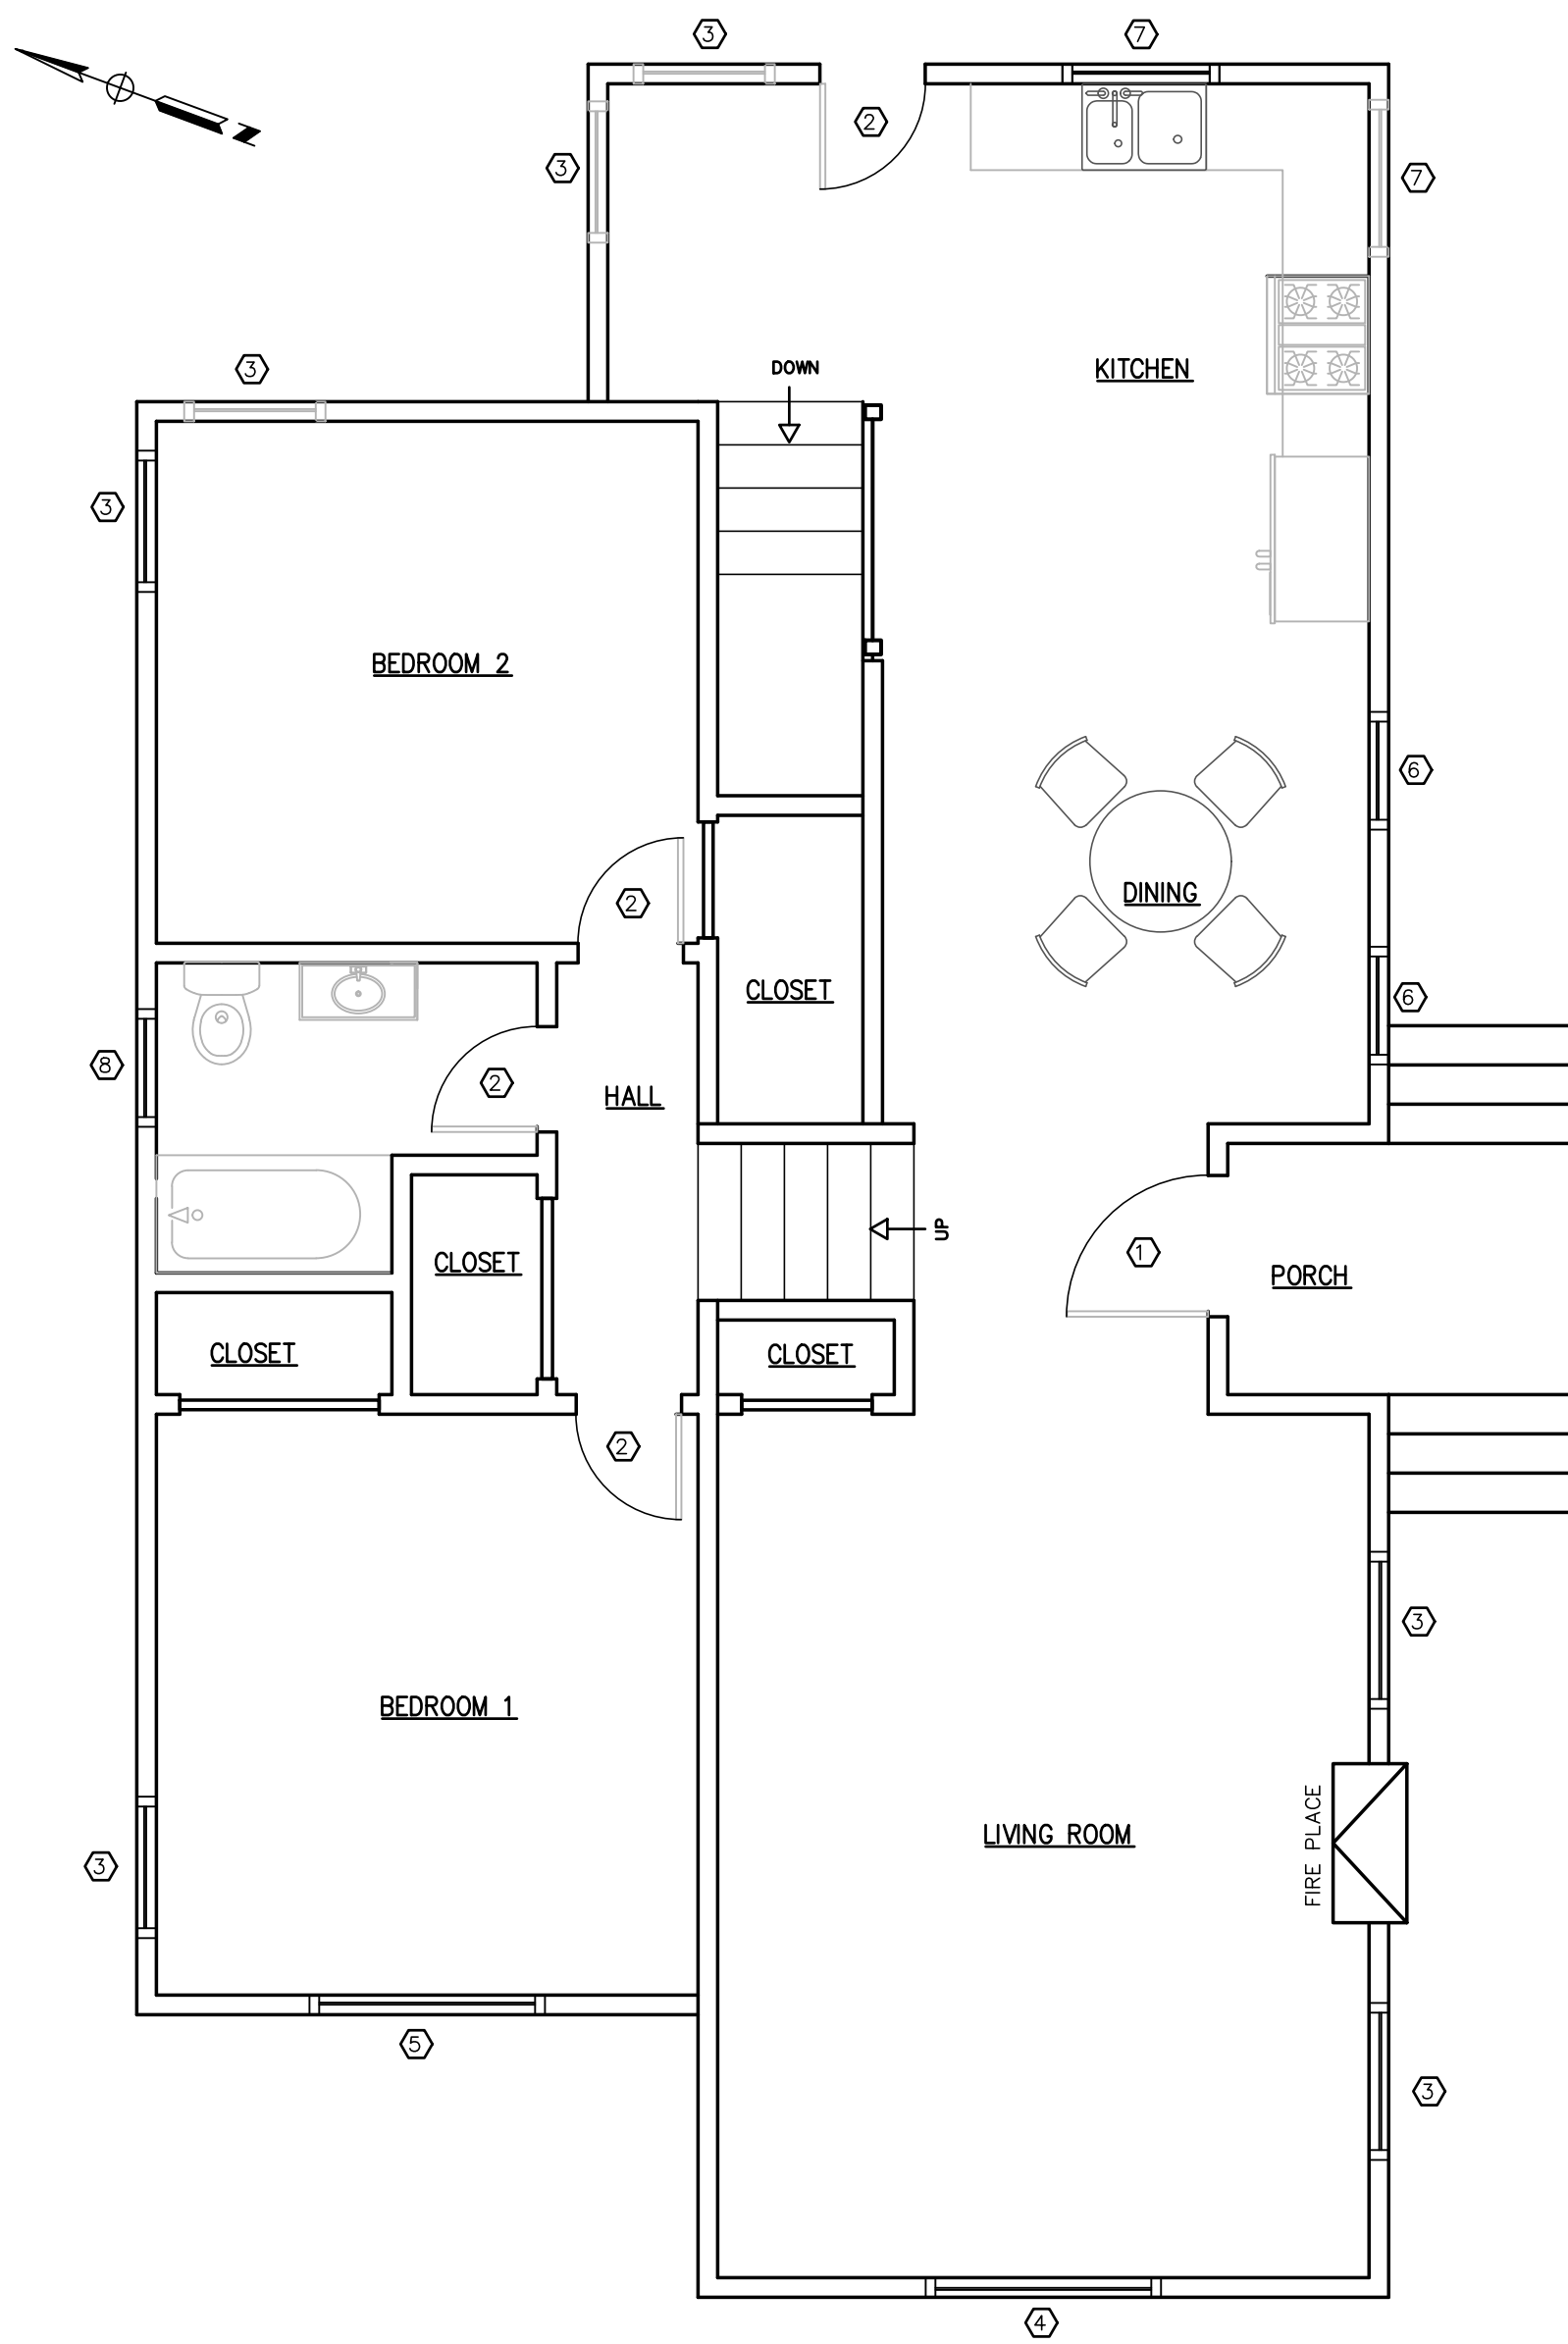 3
7
2
3
7
N
3
DOWN
KITCHEN
3
BEDROOM 2
6
DINING
2
CLOSET
6
8
2
HALL
UP
1
CLOSET
PORCH
CLOSET
CLOSET
2
3
BEDROOM 1
LIVING ROOM
FIRE PLACE
3
5
3
4